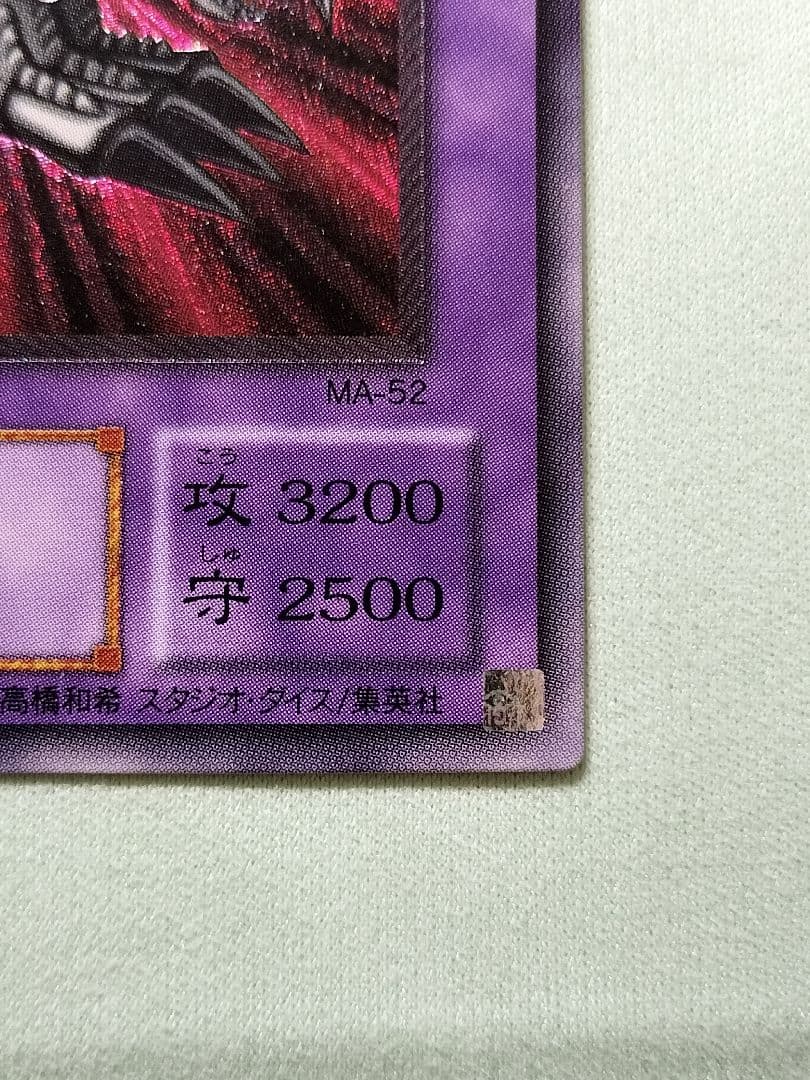 MA-52
こう
攻 3200
しゅ
守 2500
高橋和希 スタジオ・ダイス/集英社